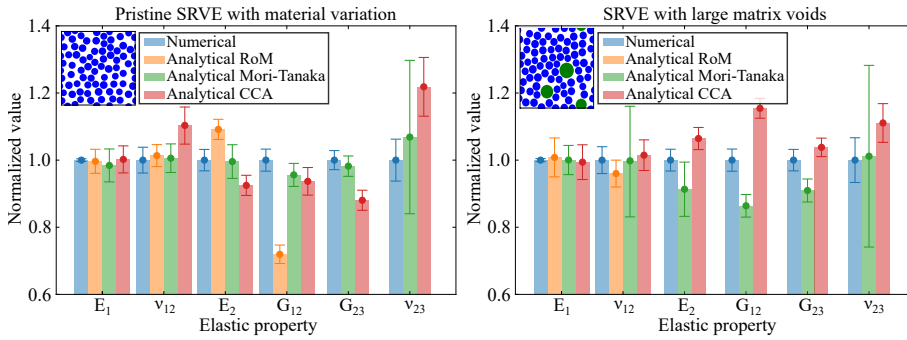 Pristine SRVE with material variation
1.4
1.2
1.0
0.8
0.6
Normalized value
Numerical
Analytical RoM
Analytical Mori-Tanaka
Analytical CCA
E₁
ν₁₂
E₂
G₁₂
G₂₃
ν₂₃
Elastic property
SRVE with large matrix voids
1.4
1.2
1.0
0.8
0.6
Normalized value
Numerical
Analytical RoM
Analytical Mori-Tanaka
Analytical CCA
E₁
ν₁₂
E₂
G₁₂
G₂₃
ν₂₃
Elastic property